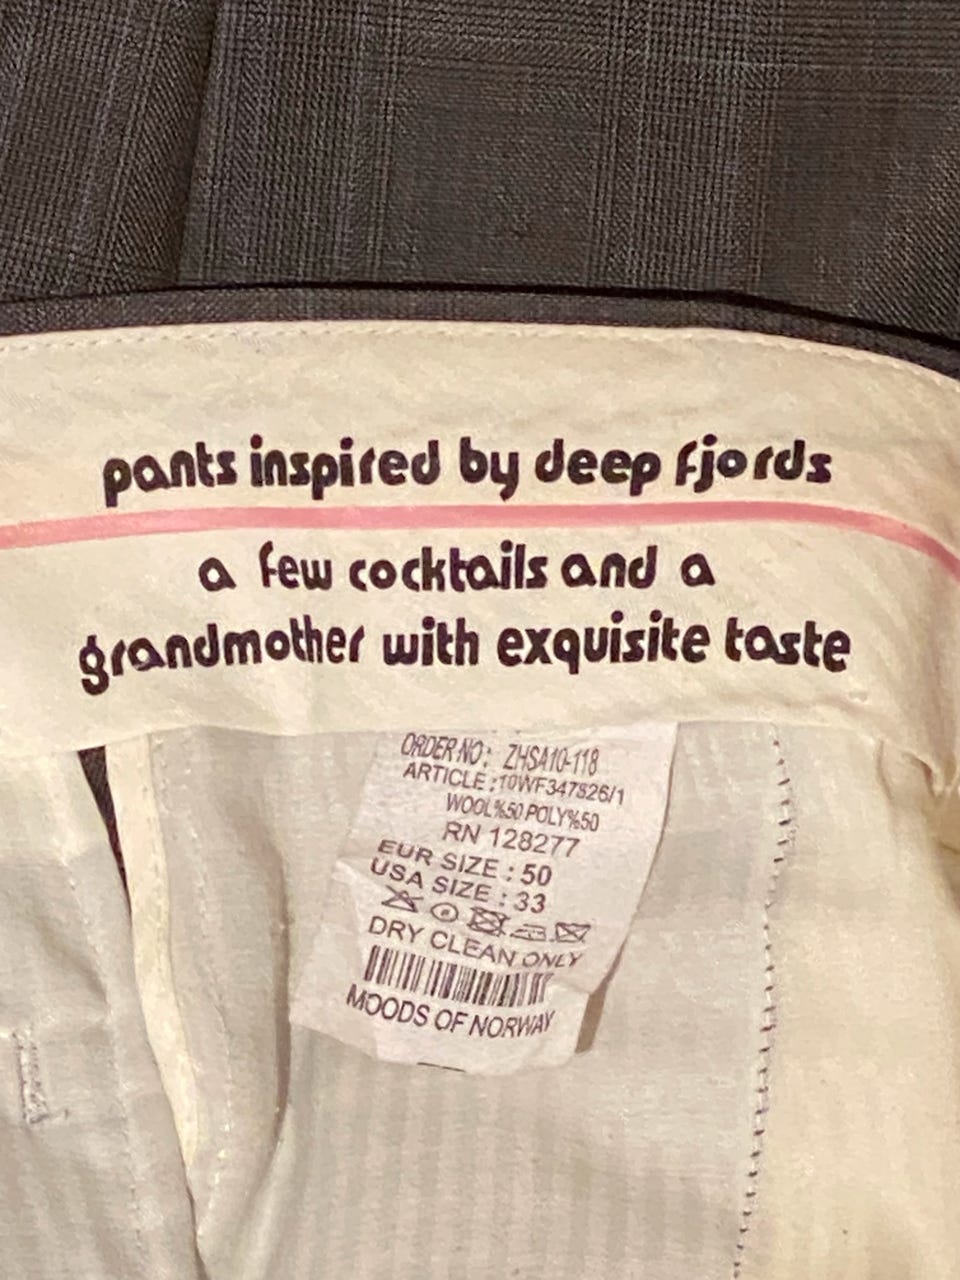 pants inspired by deep fjords
a few cocktails and a
grandmother with exquisite taste
ORDER NO: ZHSA10-118
ARTICLE :10WF347826/1
WOOL%50 POLY%50
RN 128277
EUR SIZE : 50
USA SIZE : 33
DRY CLEAN ONLY
MOODS OF NORWAY